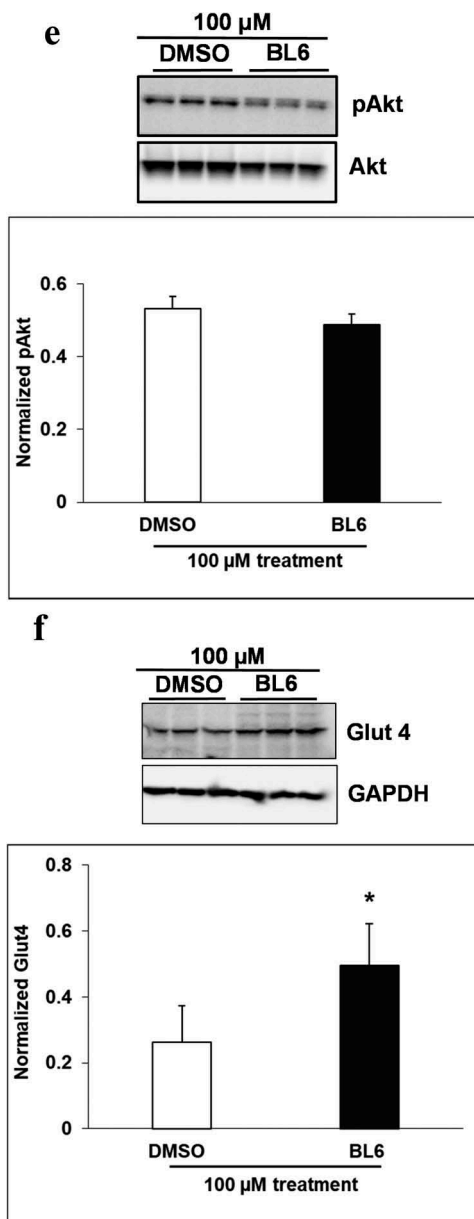 e
100 µM
DMSO BL6
pAkt
Akt
0.6
0.4
0.2
0
Normalized pAkt
DMSO BL6
100 µM treatment
f
100 µM
DMSO BL6
Glut 4
GAPDH
0.8
0.6
0.4
0.2
0
Normalized Glut4
*
DMSO BL6
100 µM treatment